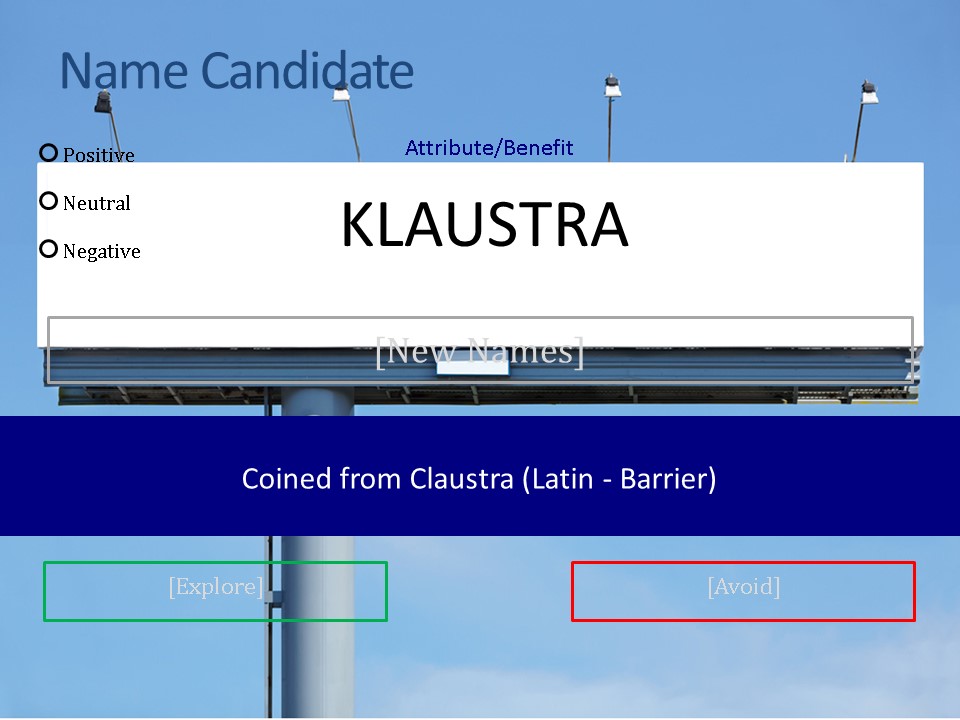 Name Candidate
Attribute/Benefit
Positive
Neutral
Negative
KLAUSTRA
[New Names]
Coined from Claustra (Latin - Barrier)
[Explore]
[Avoid]